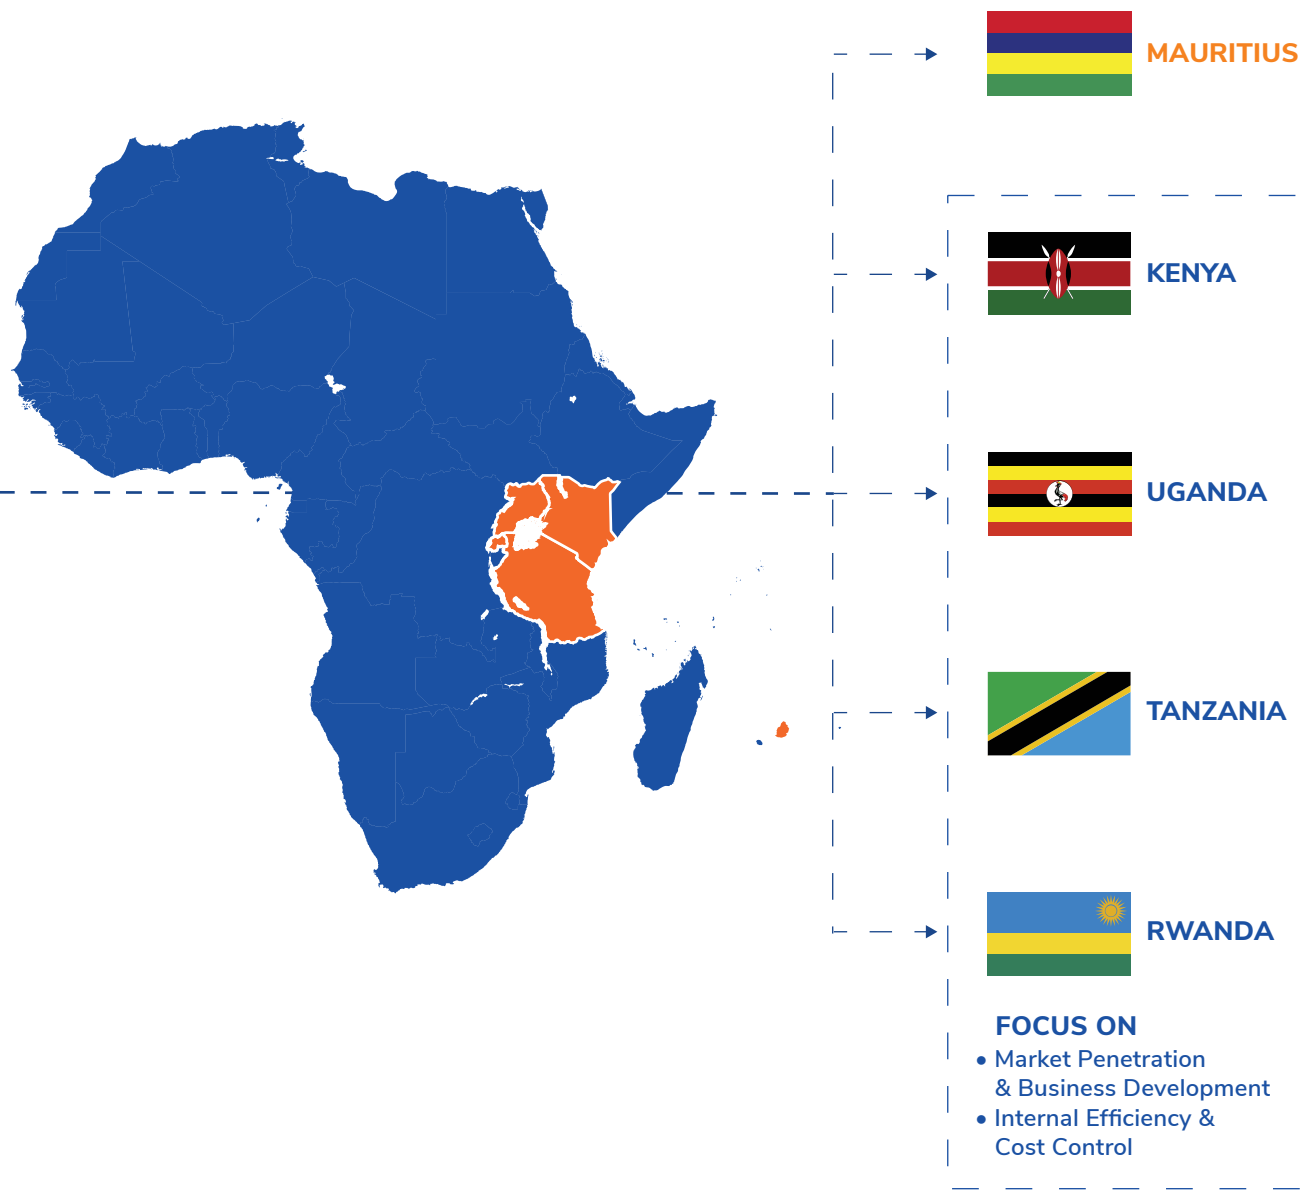 MAURITIUS
KENYA
UGANDA
TANZANIA
RWANDA
FOCUS ON
• Market Penetration
& Business Development
• Internal Efficiency &
Cost Control